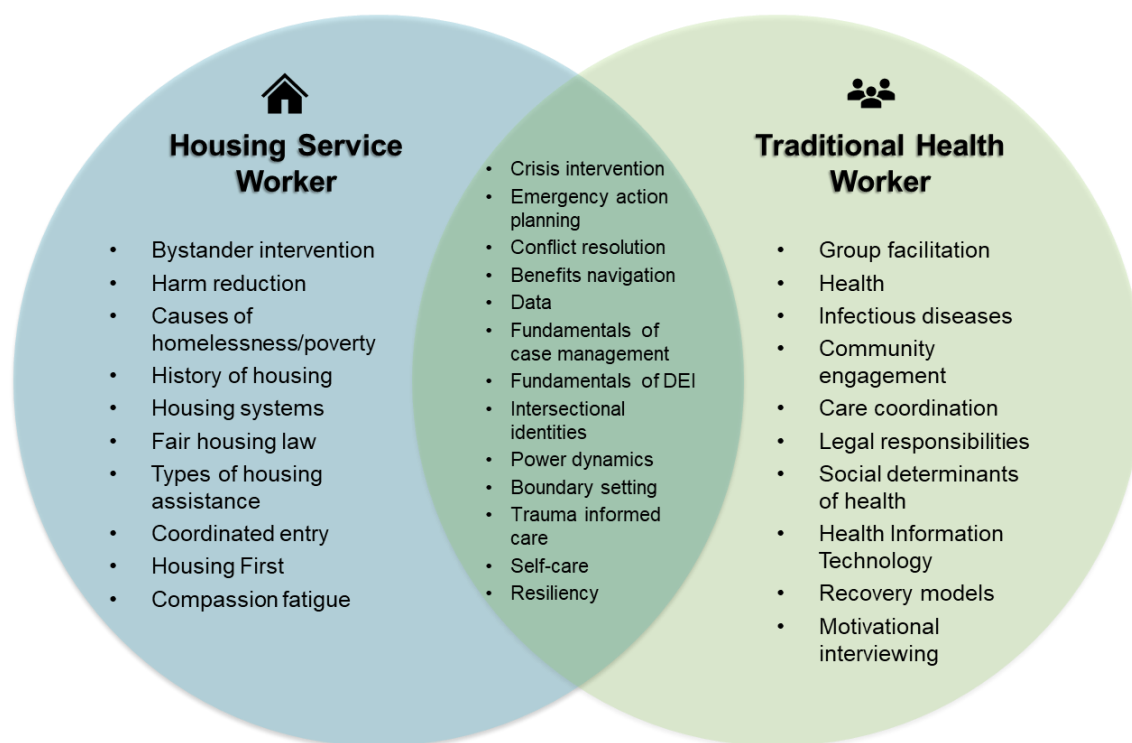 Housing Service
Worker
• Bystander intervention
• Harm reduction
• Causes of
homelessness/poverty
• History of housing
• Housing systems
• Fair housing law
• Types of housing
assistance
• Coordinated entry
• Housing First
• Compassion fatigue
• Crisis intervention
• Emergency action
planning
• Conflict resolution
• Benefits navigation
• Data
• Fundamentals of
case management
• Fundamentals of DEI
• Intersectional
identities
• Power dynamics
• Boundary setting
• Trauma informed
care
• Self-care
• Resiliency
Traditional Health
Worker
• Group facilitation
• Health
• Infectious diseases
• Community
engagement
• Care coordination
• Legal responsibilities
• Social determinants
of health
• Health Information
Technology
• Recovery models
• Motivational
interviewing